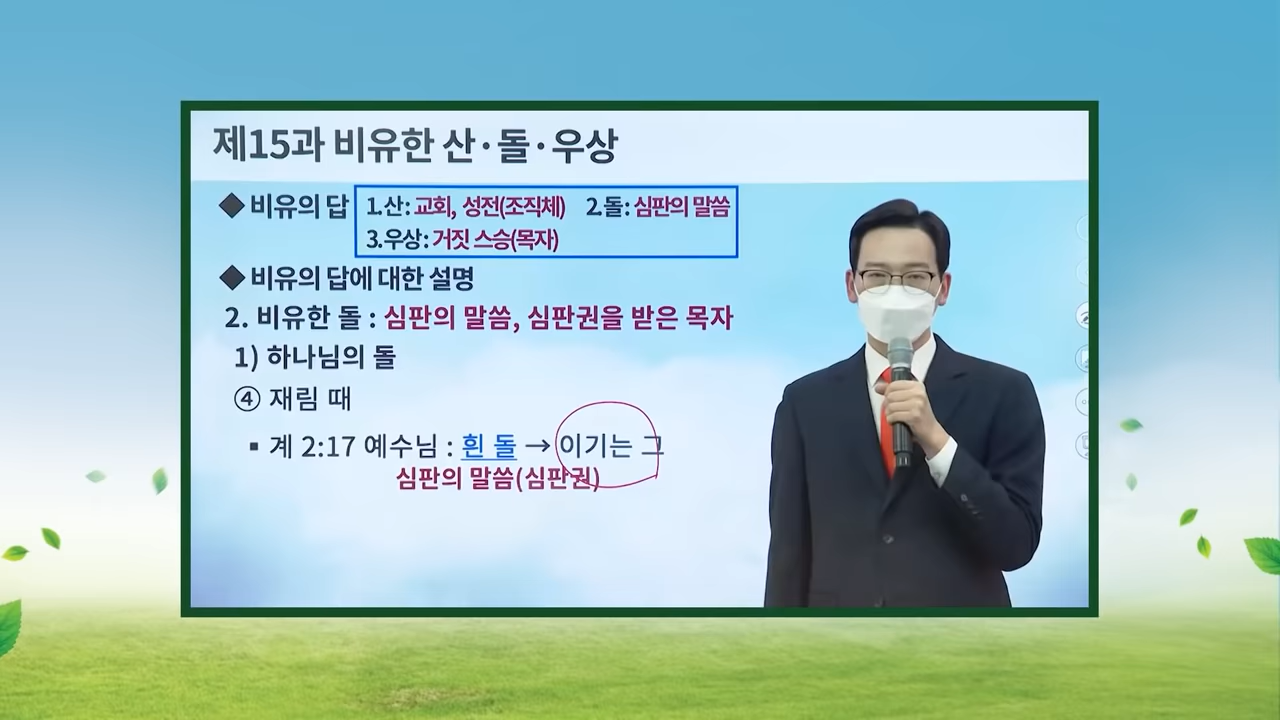 제15과 비유한 산·돌·우상
◆ 비유의 답 1.산: 교회, 성전(조직체) 2.돌: 심판의 말씀
3.우상: 거짓 스승(목자)
◆ 비유의 답에 대한 설명
2. 비유한 돌 : 심판의 말씀, 심판권을 받은 목자
1) 하나님의 돌
④ 재림 때
▪ 계 2:17 예수님 : 흰 돌 → 이기는 그
심판의 말씀(심판권)